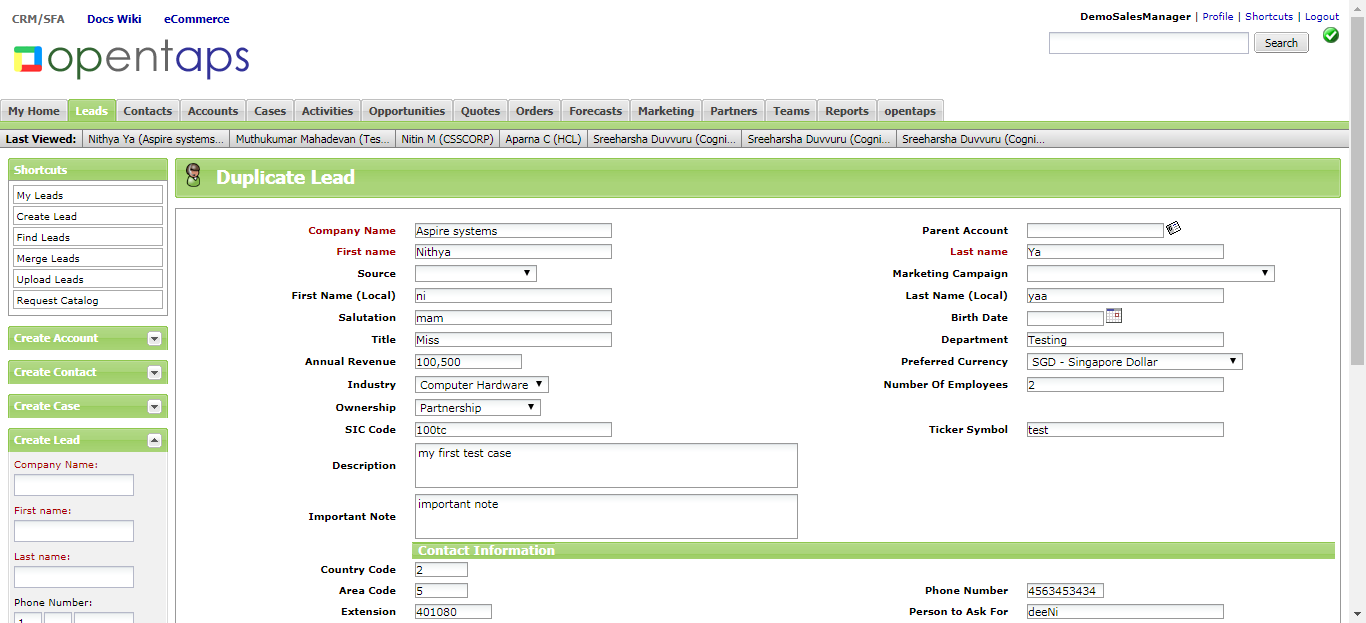 CRM/SFA Docs Wiki eCommerce
DemoSalesManager | Profile | Shortcuts | Logout
opentaps
Search
My Home Leads Contacts Accounts Cases Activities Opportunities Quotes Orders Forecasts Marketing Partners Teams Reports opentaps
Last Viewed: Nithya Ya (Aspire systems... Muthukumar Mahadevan (Tes... Nitin M (CSSCORP) Aparna C (HCL) Sreeharsha Duvvuru (Cogni... Sreeharsha Duvvuru (Cogni... Sreeharsha Duvvuru (Cogni...
Shortcuts
My Leads
Create Lead
Find Leads
Merge Leads
Upload Leads
Request Catalog
Create Account
Create Contact
Create Case
Create Lead
Company Name:
First name:
Last name:
Phone Number:
1
Duplicate Lead
Company Name Aspire systems Parent Account
First name Nithya Last name Ya
Source Marketing Campaign
First Name (Local) ni Last Name (Local) yaa
Salutation mam Birth Date
Title Miss Department Testing
Annual Revenue 100,500 Preferred Currency SGD - Singapore Dollar
Industry Computer Hardware Number Of Employees 2
Ownership Partnership
SIC Code 100tc Ticker Symbol test
Description my first test case
Important Note important note
Contact Information
Country Code 2
Area Code 5 Phone Number 4563453434
Extension 401080 Person to Ask For deeNi